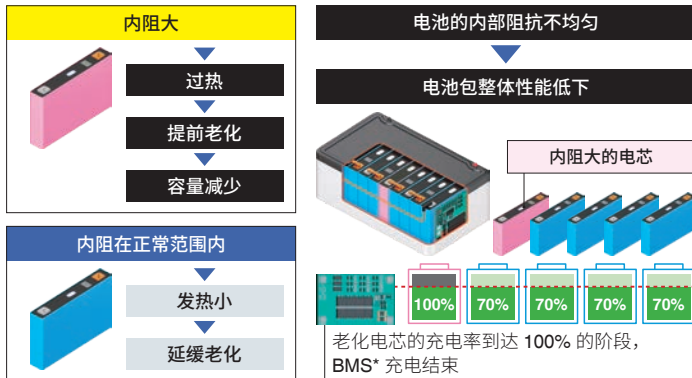 内阻大
过热
提前老化
容量减少
内阻在正常范围内
发热小
延缓老化
电池的内部阻抗不均匀
电池包整体性能低下
内阻大的电芯
100%
70%
70%
70%
70%
老化电芯的充电率到达 100% 的阶段，
BMS* 充电结束